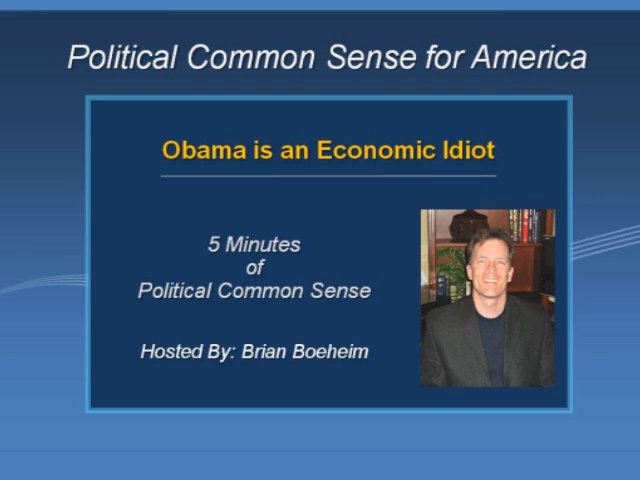 Political Common Sense for America
Obama is an Economic Idiot
5 Minutes
of
Political Common Sense
Hosted By: Brian Boeheim